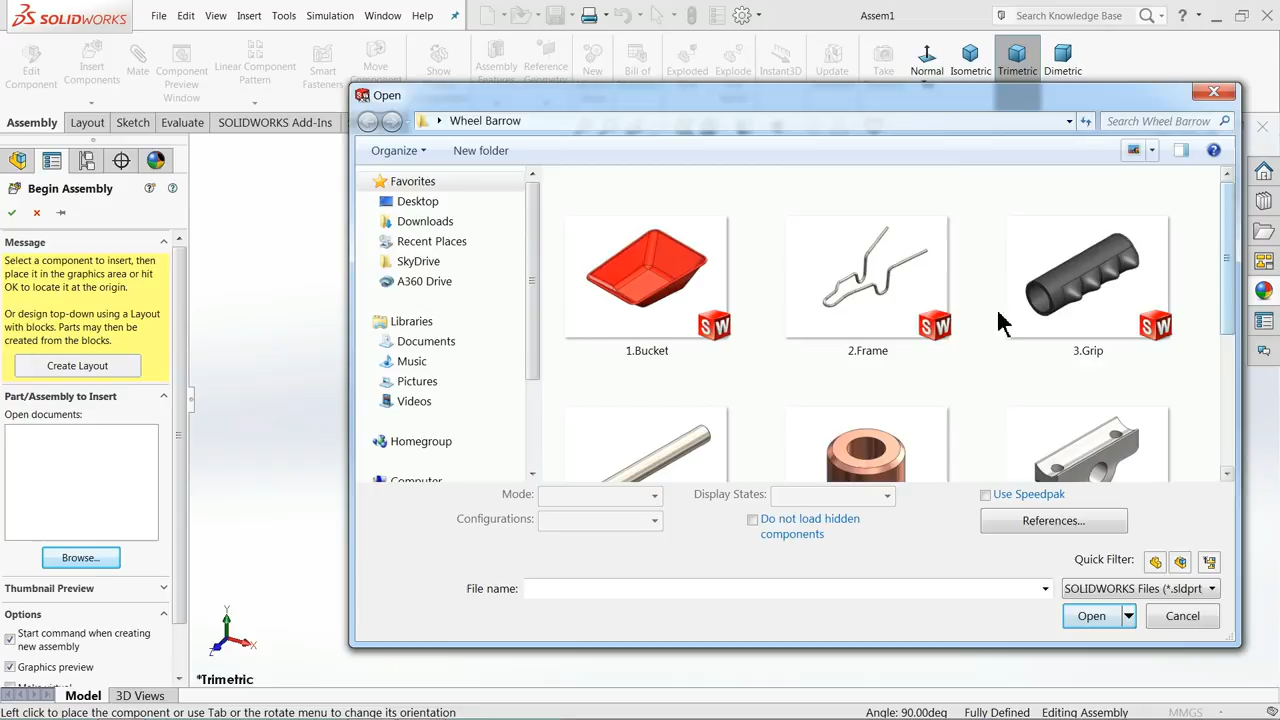 SOLIDWORKS
File Edit View Insert Tools Simulation Window Help
Assem1
Search Knowledge Base
Edit Component
Insert Components
Mate
Component Preview Window
Linear Component Pattern
Smart Fasteners
Move Component
Show
Assembly Features
Reference Geometry
New
Bill of
Exploded
Explode
Instant3D
Update
Take
Normal
Isometric
Trimetric
Dimetric
Assembly Layout Sketch Evaluate SOLIDWORKS Add-Ins
Begin Assembly
Message
Select a component to insert, then
place it in the graphics area or hit
OK to locate it at the origin.
Or design top-down using a Layout
with blocks. Parts may then be
created from the blocks.
Create Layout
Part/Assembly to Insert
Open documents:
Browse...
Thumbnail Preview
Options
Start command when creating
new assembly
Graphics preview
Open
Wheel Barrow
Search Wheel Barrow
Organize
New folder
Favorites
Desktop
Downloads
Recent Places
SkyDrive
A360 Drive
Libraries
Documents
Music
Pictures
Videos
Homegroup
Computer
SW
SW
SW
1.Bucket
2.Frame
3.Grip
Mode:
Display States:
Use Speedpak
Configurations:
Do not load hidden
components
References...
Quick Filter:
File name:
SOLIDWORKS Files (*.sldprt
Open
Cancel
Y
X
Z
*Trimetric
Model 3D Views
Left click to place the component or use Tab or the rotate menu to change its orientation
Angle: 90.00deg Fully Defined Editing Assembly MMGS